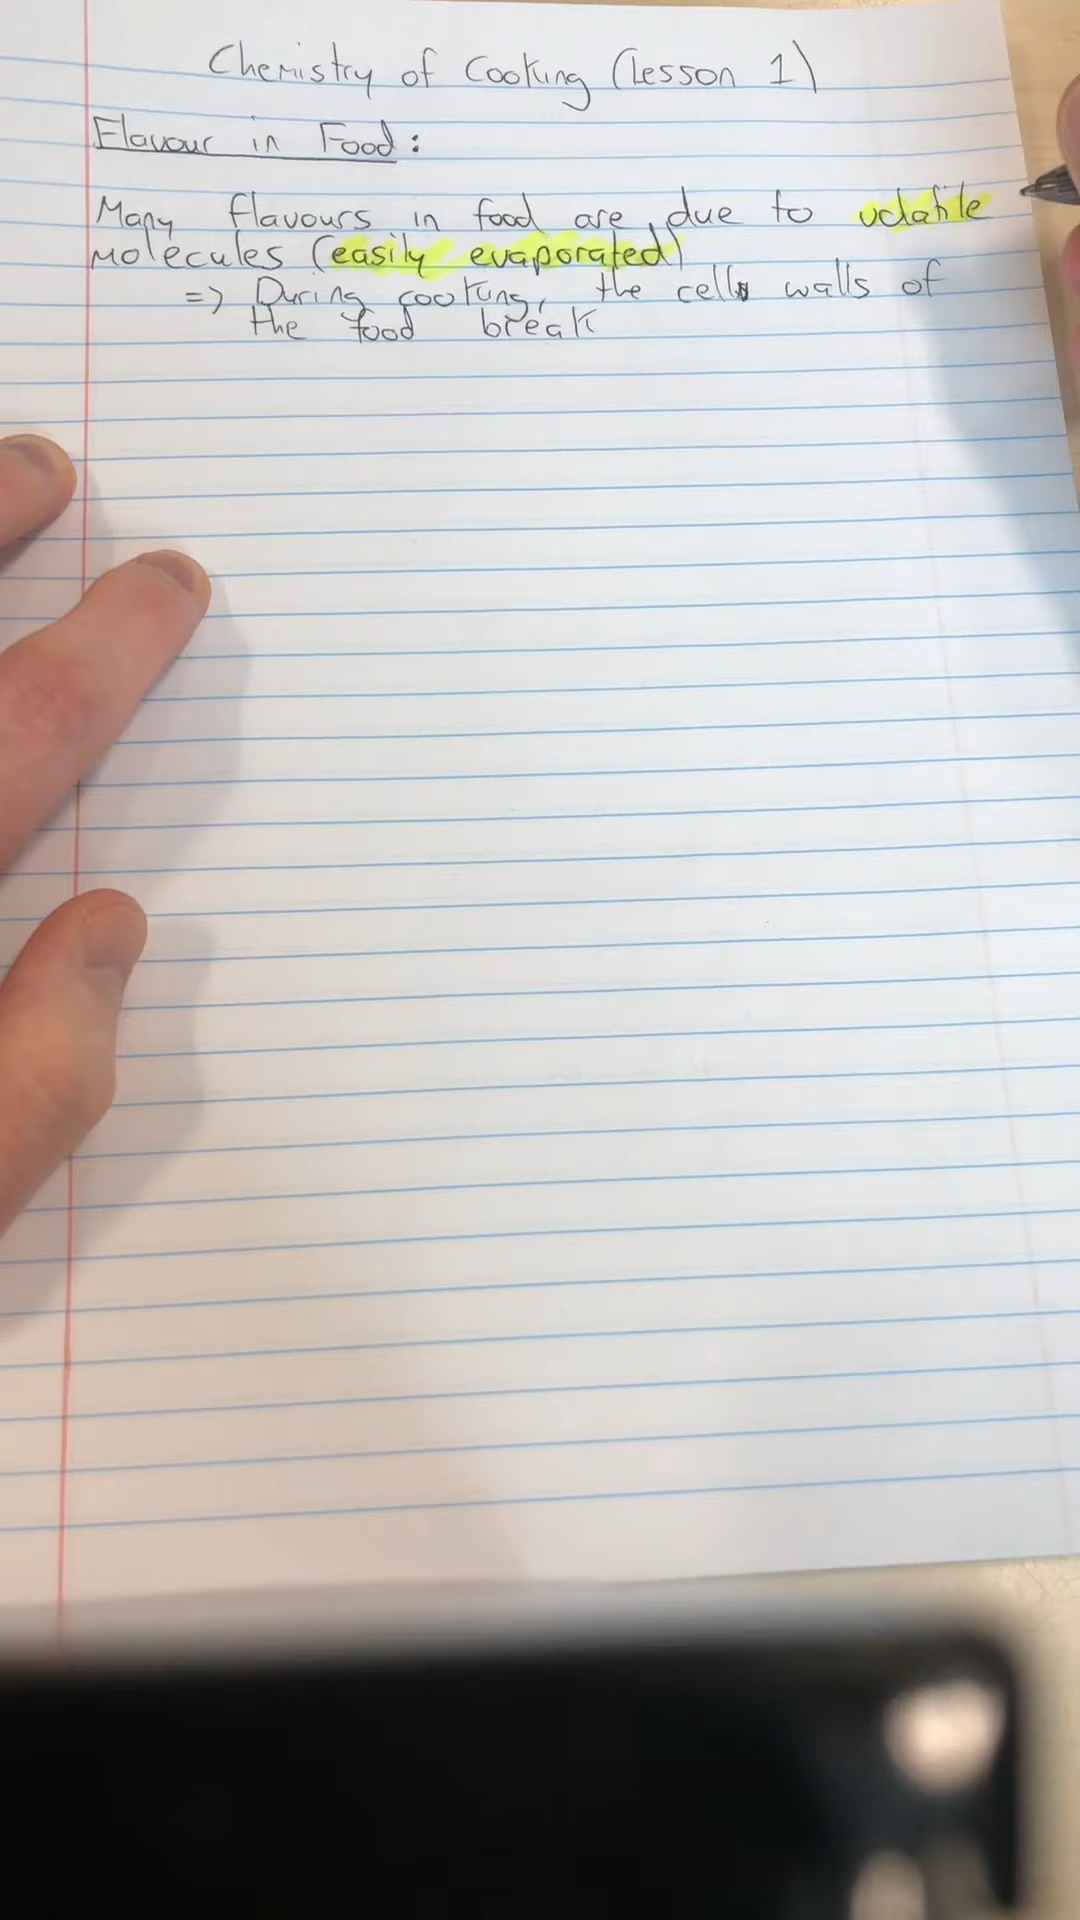 Chemistry of Cooking (Lesson 1)
Flavour in Food:
Many flavours in food are due to volatile
molecules (easily evaporated)
=> During cooking, the cell walls of
the food break